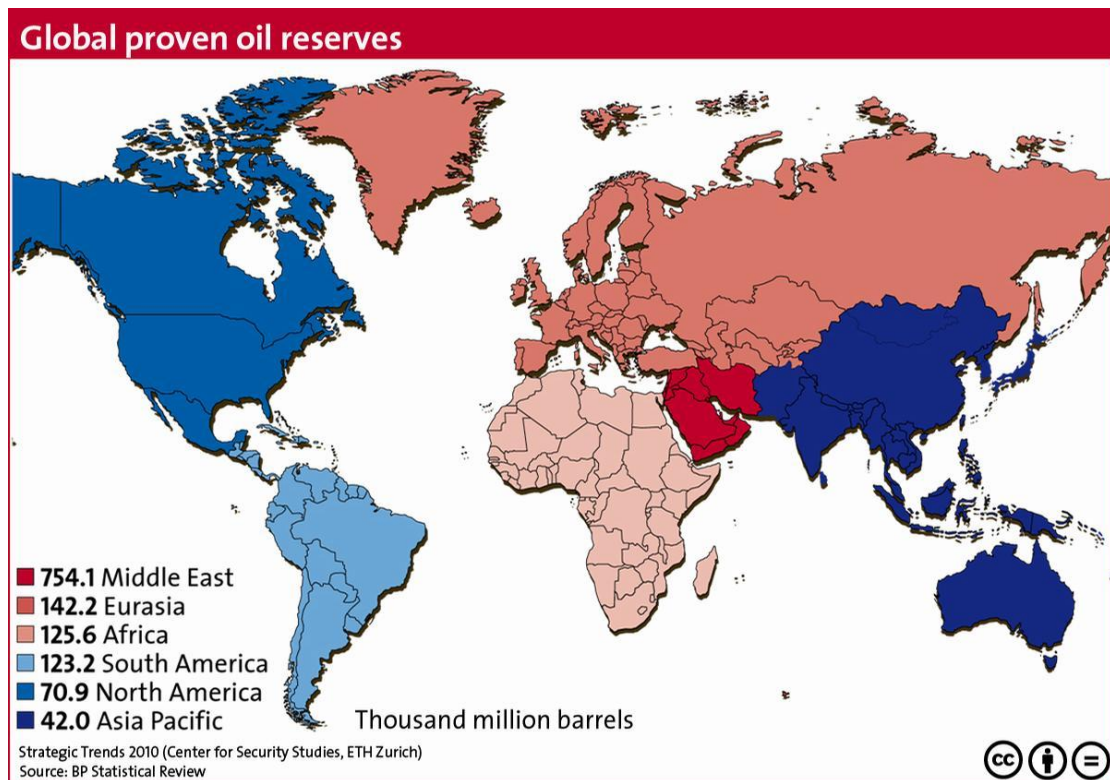 Global proven oil reserves
754.1 Middle East
142.2 Eurasia
125.6 Africa
123.2 South America
70.9 North America
42.0 Asia Pacific
Thousand million barrels
Strategic Trends 2010 (Center for Security Studies, ETH Zurich)
Source: BP Statistical Review
cc